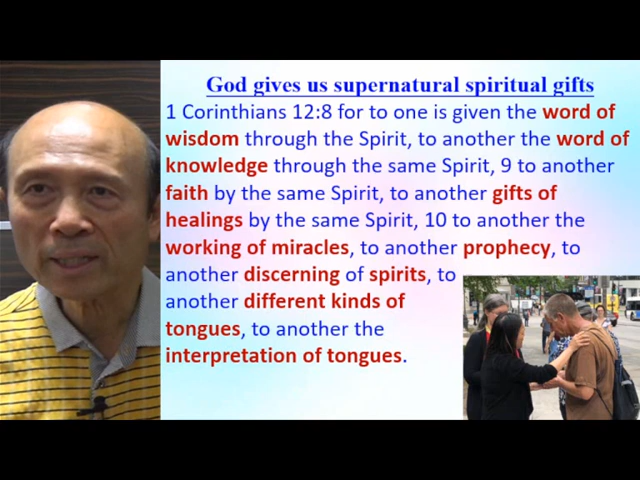 God gives us supernatural spiritual gifts
1 Corinthians 12:8 for to one is given the word of
wisdom through the Spirit, to another the word of
knowledge through the same Spirit, 9 to another
faith by the same Spirit, to another gifts of
healings by the same Spirit, 10 to another the
working of miracles, to another prophecy, to
another discerning of spirits, to
another different kinds of
tongues, to another the
interpretation of tongues.